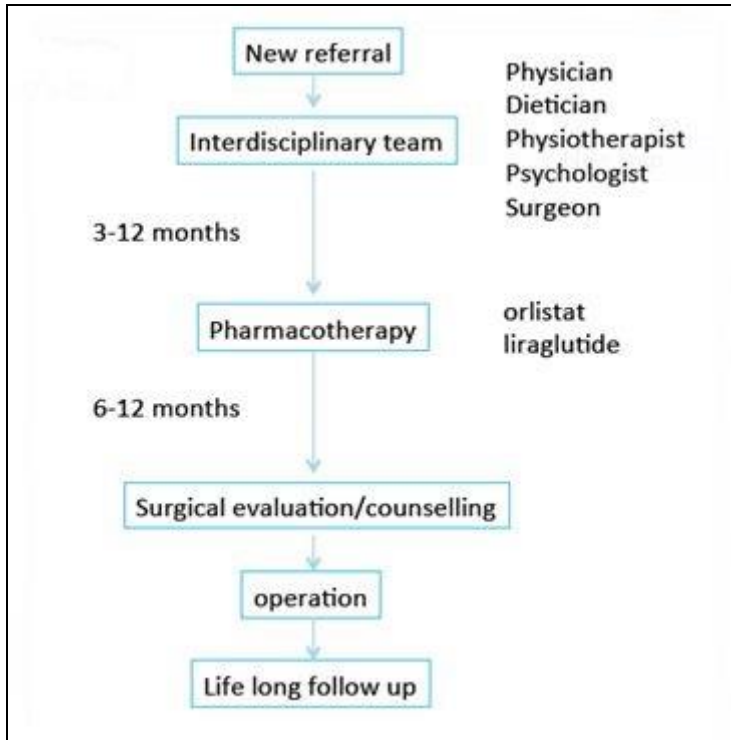 New referral
Physician
Dietician
Interdisciplinary team
Physiotherapist
Psychologist
Surgeon
3-12 months
Pharmacotherapy
orlistat
liraglutide
6-12 months
Surgical evaluation/counselling
operation
Life long follow up